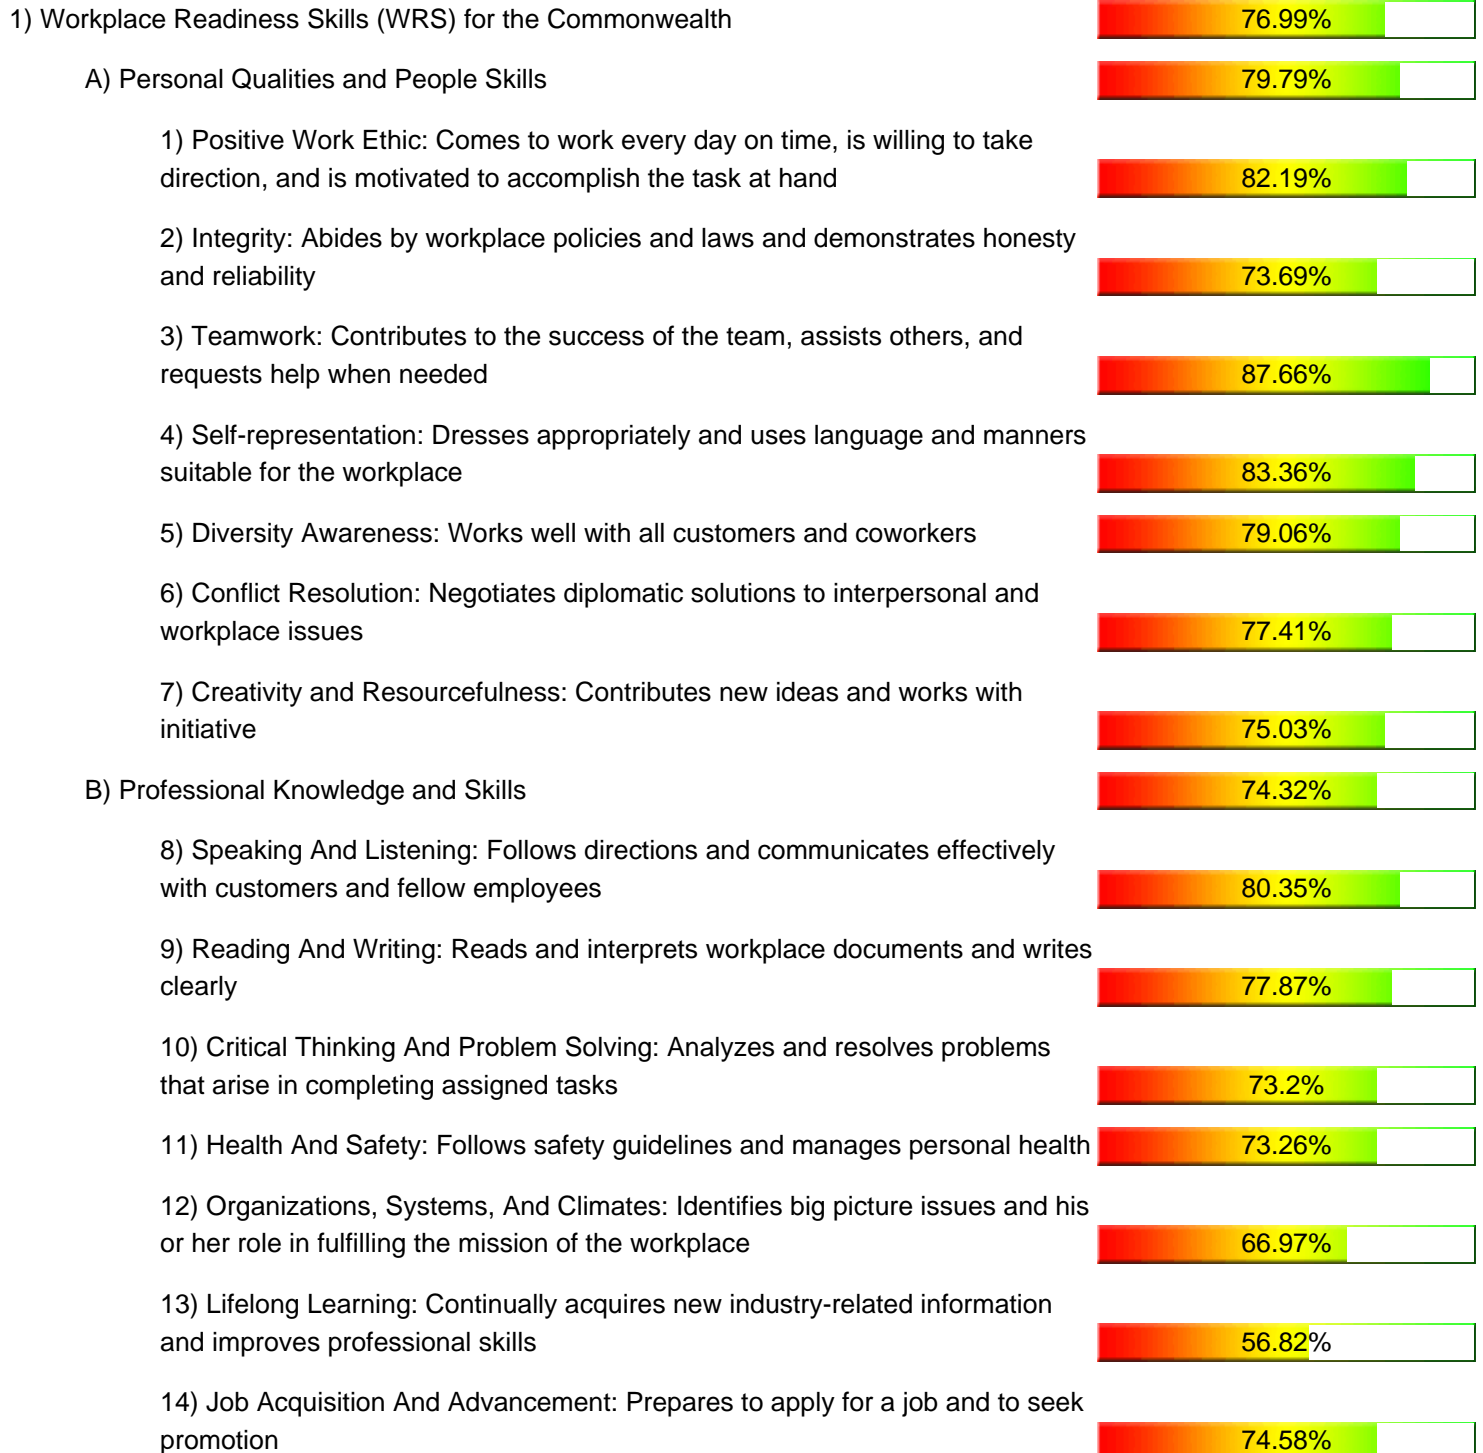 1) Workplace Readiness Skills (WRS) for the Commonwealth 76.99%
A) Personal Qualities and People Skills 79.79%
1) Positive Work Ethic: Comes to work every day on time, is willing to take
direction, and is motivated to accomplish the task at hand 82.19%
2) Integrity: Abides by workplace policies and laws and demonstrates honesty
and reliability 73.69%
3) Teamwork: Contributes to the success of the team, assists others, and
requests help when needed 87.66%
4) Self-representation: Dresses appropriately and uses language and manners
suitable for the workplace 83.36%
5) Diversity Awareness: Works well with all customers and coworkers 79.06%
6) Conflict Resolution: Negotiates diplomatic solutions to interpersonal and
workplace issues 77.41%
7) Creativity and Resourcefulness: Contributes new ideas and works with
initiative 75.03%
B) Professional Knowledge and Skills 74.32%
8) Speaking And Listening: Follows directions and communicates effectively
with customers and fellow employees 80.35%
9) Reading And Writing: Reads and interprets workplace documents and writes
clearly 77.87%
10) Critical Thinking And Problem Solving: Analyzes and resolves problems
that arise in completing assigned tasks 73.2%
11) Health And Safety: Follows safety guidelines and manages personal health 73.26%
12) Organizations, Systems, And Climates: Identifies big picture issues and his
or her role in fulfilling the mission of the workplace 66.97%
13) Lifelong Learning: Continually acquires new industry-related information
and improves professional skills 56.82%
14) Job Acquisition And Advancement: Prepares to apply for a job and to seek
promotion 74.58%